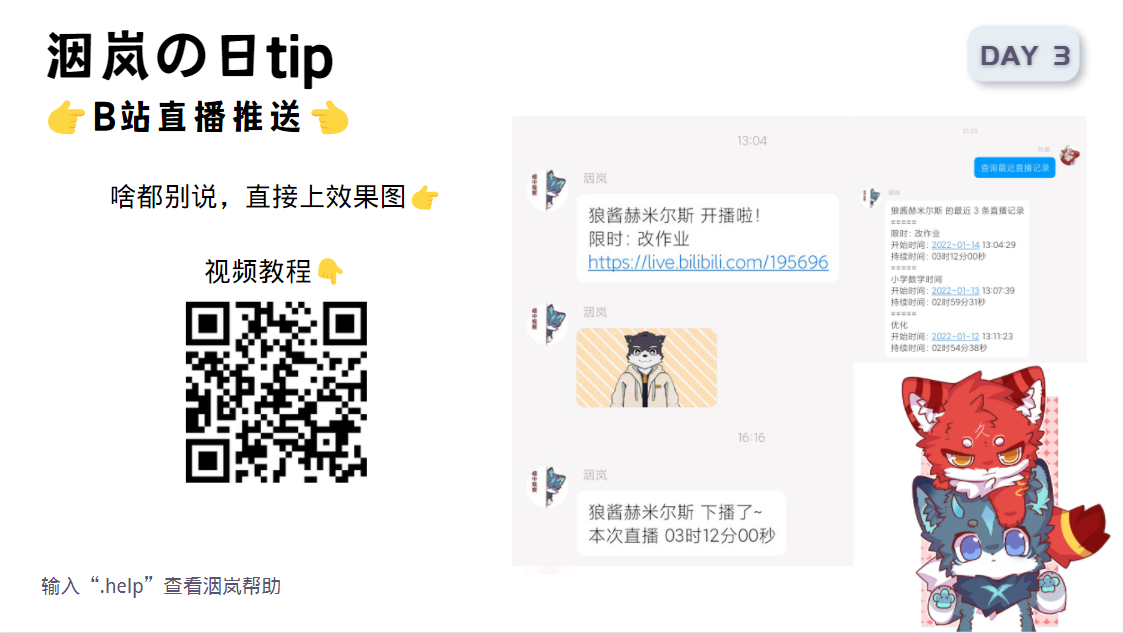 洇岚の日tip
DAY 3
👉B站直播推送👈
啥都别说，直接上效果图👉
视频教程👇
输入“.help”查看洇岚帮助
13:04
洇岚
狼酱赫米尔斯 开播啦！
限时：改作业
https://live.bilibili.com/195696
洇岚
16:16
洇岚
狼酱赫米尔斯 下播了~
本次直播 03时12分00秒
查询最近直播记录
洇岚
狼酱赫米尔斯 的最近 3 条直播记录
=====
限时：改作业
开始时间：2022-01-14 13:04:29
持续时间：03时12分00秒
=====
小学数学时间
开始时间：2022-01-13 13:07:39
持续时间：02时59分31秒
=====
优化
开始时间：2022-01-12 13:11:23
持续时间：02时54分38秒
久